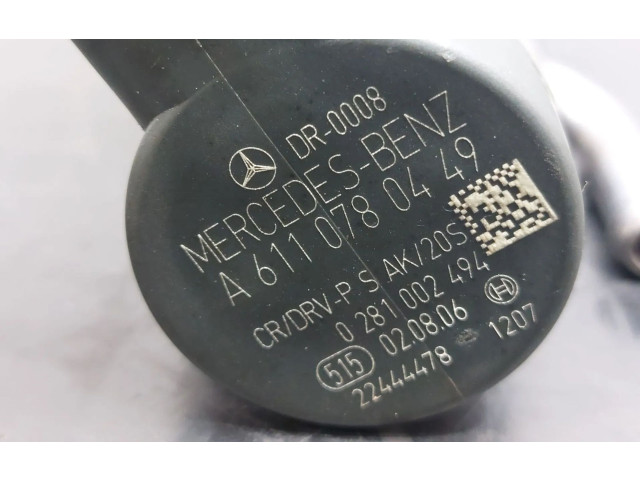 DR-0008
MERCEDES-BENZ
A 611 078 04 49
CR/DRV-P S AK/20S
0 281 002 494
515 02.08.06
22444478 1207